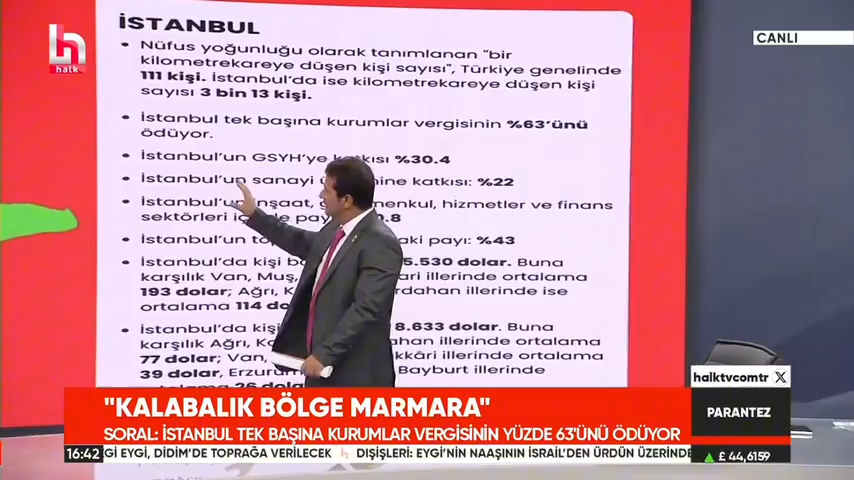 h
halk
CANLI
İSTANBUL
Nüfus yoğunluğu olarak tanımlanan "bir
kilometrekareye düşen kişi sayısı", Türkiye genelinde
111 kişi. İstanbul'da ise kilometrekareye düşen kişi
sayısı 3 bin 13 kişi.
İstanbul tek başına kurumlar vergisinin %63'ünü
ödüyor.
İstanbul'un GSYH'ye katkısı %30.4
İstanbul'un sanayi katkısı: %22
İstanbul'un inşaat, hizmetler ve finans
sektörleri
İstanbul'un payı: %43
İstanbul'da kişi 5.530 dolar. Buna
karşılık Van, Muş, illerinde ortalama
193 dolar; Ağrı, illerinde ise
ortalama 114
İstanbul'da kişi 8.633 dolar. Buna
karşılık Ağrı, illerinde ortalama
77 dolar; Van, illerinde ortalama
39 dolar, Bayburt illerinde
ortalama 26 dolar
halktvcomtr X
"KALABALIK BÖLGE MARMARA"
PARANTEZ
SORAL: İSTANBUL TEK BAŞINA KURUMLAR VERGİSİNİN YÜZDE 63'ÜNÜ ÖDÜYOR
16:42 Gİ EYGİ, DİDİM'DE TOPRAĞA VERİLECEK h DIŞİŞLERİ: EYGİ'NİN NAAŞININ İSRAİL'DEN ÜRDÜN ÜZERİNDE £ 44,6159